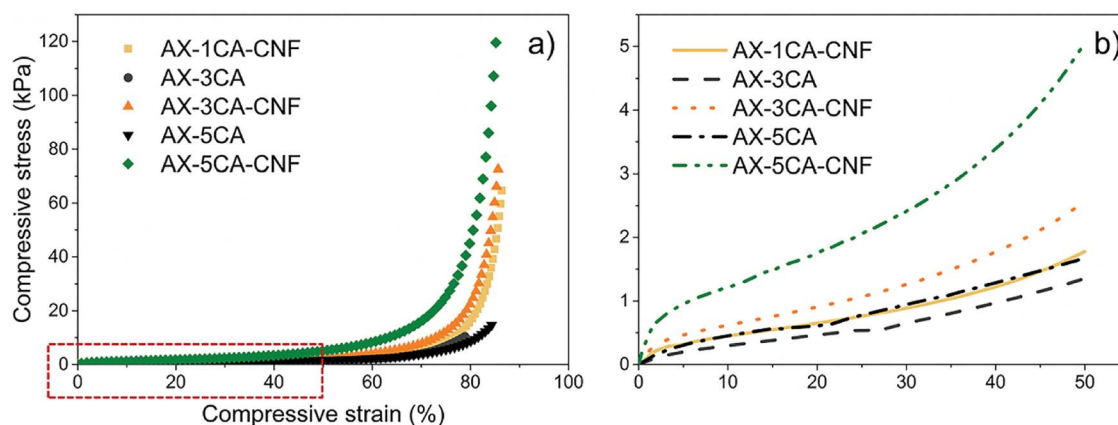 a)
AX-1CA-CNF
AX-3CA
AX-3CA-CNF
AX-5CA
AX-5CA-CNF
Compressive stress (kPa)
120
100
80
60
40
20
0
0 20 40 60 80 100
Compressive strain (%)
b)
AX-1CA-CNF
AX-3CA
AX-3CA-CNF
AX-5CA
AX-5CA-CNF
5
4
3
2
1
0
0 10 20 30 40 50